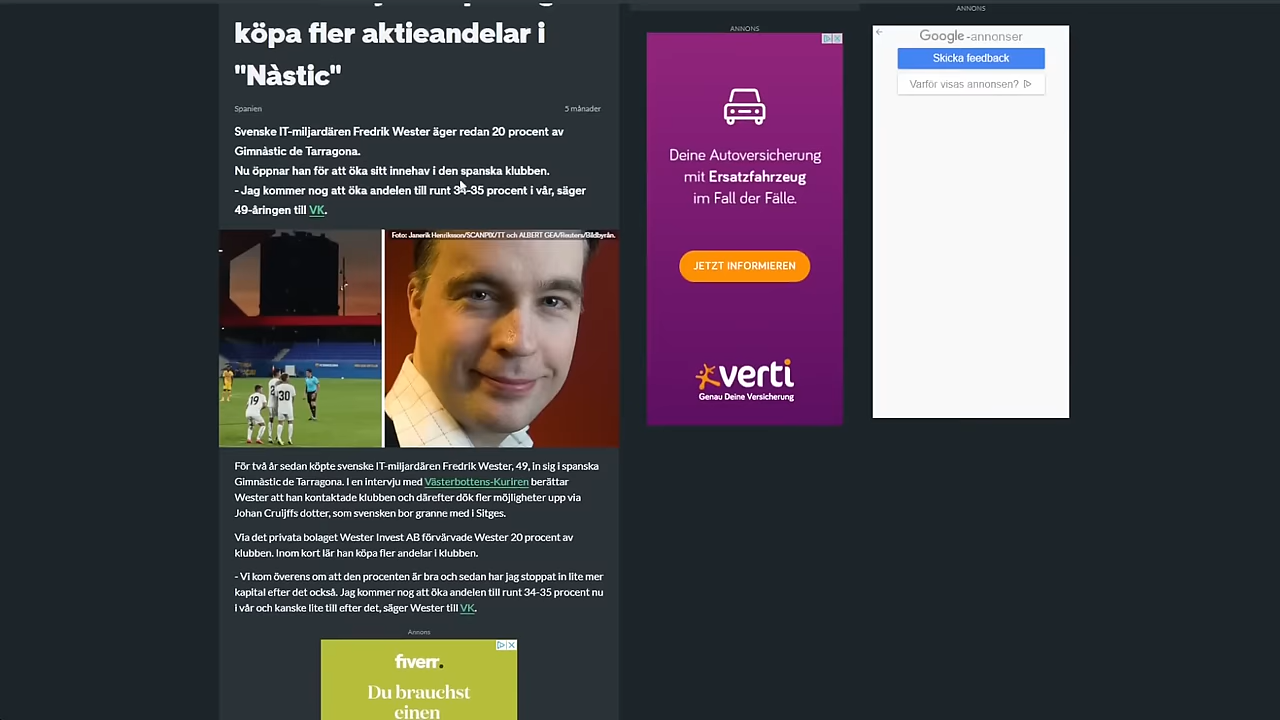 köpa fler aktieandelar i
"Nàstic"
Spanien
5 månader
Svenske IT-miljardären Fredrik Wester äger redan 20 procent av
Gimnàstic de Tarragona.
Nu öppnar han för att öka sitt innehav i den spanska klubben.
- Jag kommer nog att öka andelen till runt 34-35 procent i vår, säger
49-åringen till VK.
Foto: Janerik Henriksson/SCANPIX/TT och ALBERT GEA/Reuters/Bildbyrån.
19
2
30
För två år sedan köpte svenske IT-miljardären Fredrik Wester, 49, in sig i spanska
Gimnàstic de Tarragona. I en intervju med Västerbottens-Kuriren berättar
Wester att han kontaktade klubben och därefter dök fler möjligheter upp via
Johan Cruijffs dotter, som svensken bor granne med i Sitges.
Via det privata bolaget Wester Invest AB förvärvade Wester 20 procent av
klubben. Inom kort lär han köpa fler andelar i klubben.
- Vi kom överens om att den procenten är bra och sedan har jag stoppat in lite mer
kapital efter det också. Jag kommer nog att öka andelen till runt 34-35 procent nu
i vår och kanske lite till efter det, säger Wester till VK.
Annons
fiverr.
Du brauchst
einen
ANNONS
Deine Autoversicherung
mit Ersatzfahrzeug
im Fall der Fälle.
JETZT INFORMIEREN
verti
Genau Deine Versicherung
ANNONS
Google-annonser
Skicka feedback
Varför visas annonsen?